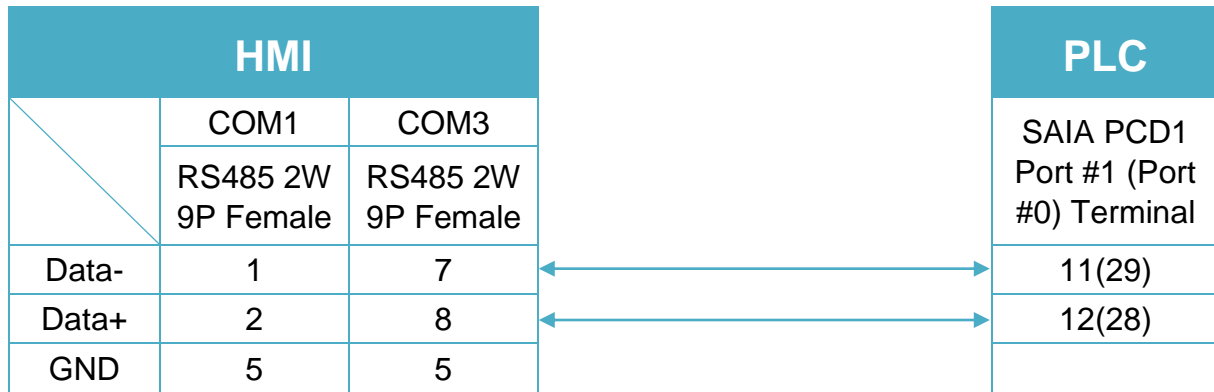 HMI
PLC
COM1 COM3
RS485 2W
9P Female
RS485 2W
9P Female
SAIA PCD1
Port #1 (Port
#0) Terminal
Data- 1 7 11(29)
Data+ 2 8 12(28)
GND 5 5